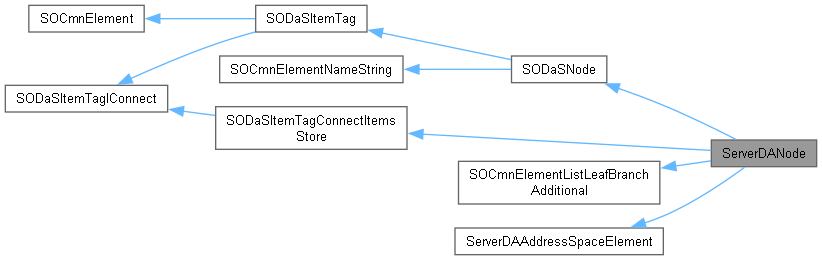 SOCmnElement
SODaSItemTag
SOCmnElementNameString
SODaSNode
SODaSItemTagIConnect
SODaSItemTagConnectItems
Store
ServerDANode
SOCmnElementListLeafBranch
Additional
ServerDAAddressSpaceElement